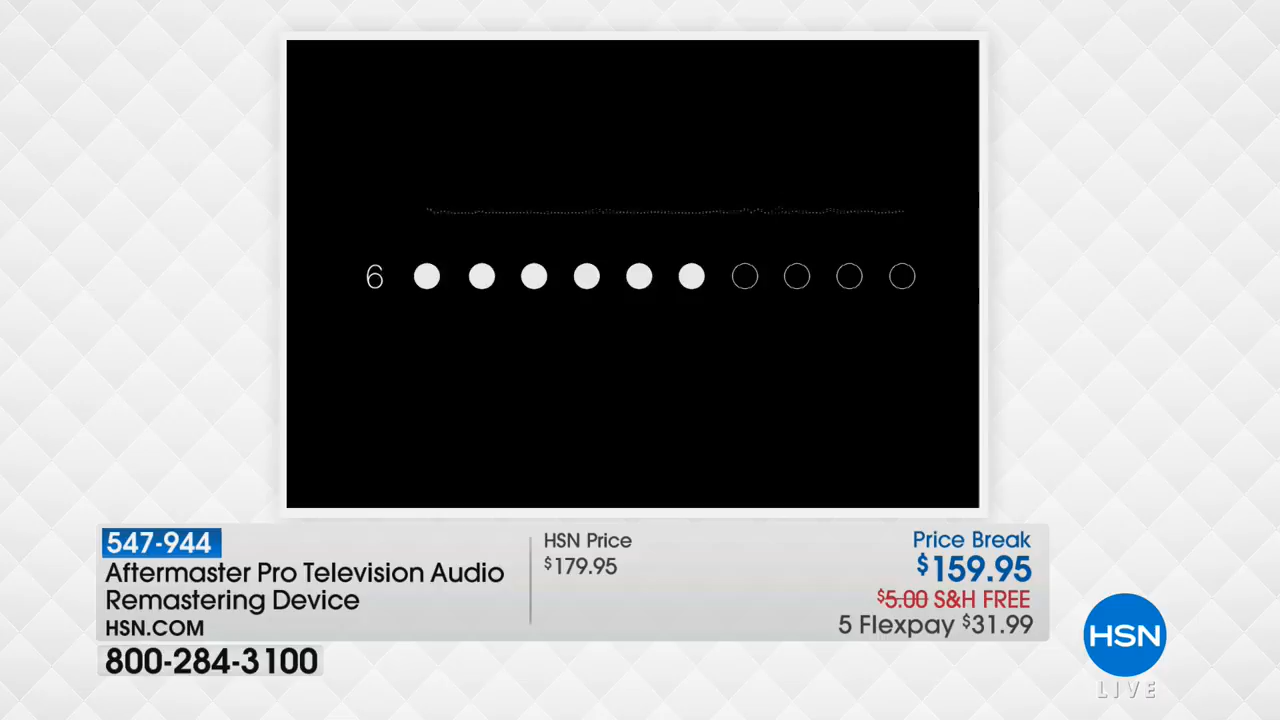 6
547-944
Aftermaster Pro Television Audio
Remastering Device
HSN.COM
800-284-3100
HSN Price
$179.95
Price Break
$159.95
$5.00 S&H FREE
5 Flexpay $31.99
HSN
LIVE